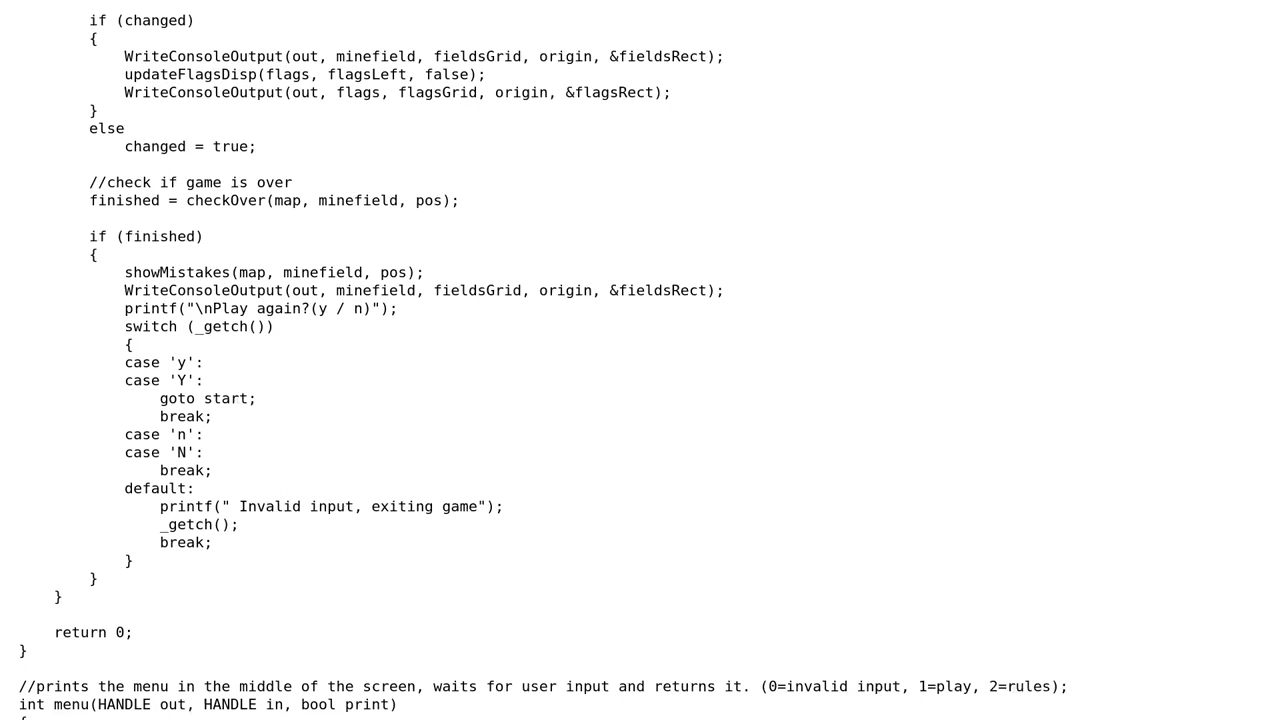 if (changed)
        {
            WriteConsoleOutput(out, minefield, fieldsGrid, origin, &fieldsRect);
            updateFlagsDisp(flags, flagsLeft, false);
            WriteConsoleOutput(out, flags, flagsGrid, origin, &flagsRect);
        }
        else
            changed = true;

        //check if game is over
        finished = checkOver(map, minefield, pos);

        if (finished)
        {
            showMistakes(map, minefield, pos);
            WriteConsoleOutput(out, minefield, fieldsGrid, origin, &fieldsRect);
            printf("\nPlay again?(y / n)");
            switch (_getch())
            {
            case 'y':
            case 'Y':
                goto start;
                break;
            case 'n':
            case 'N':
                break;
            default:
                printf(" Invalid input, exiting game");
                _getch();
                break;
            }
        }
    }

    return 0;
}

//prints the menu in the middle of the screen, waits for user input and returns it. (0=invalid input, 1=play, 2=rules);
int menu(HANDLE out, HANDLE in, bool print)
{